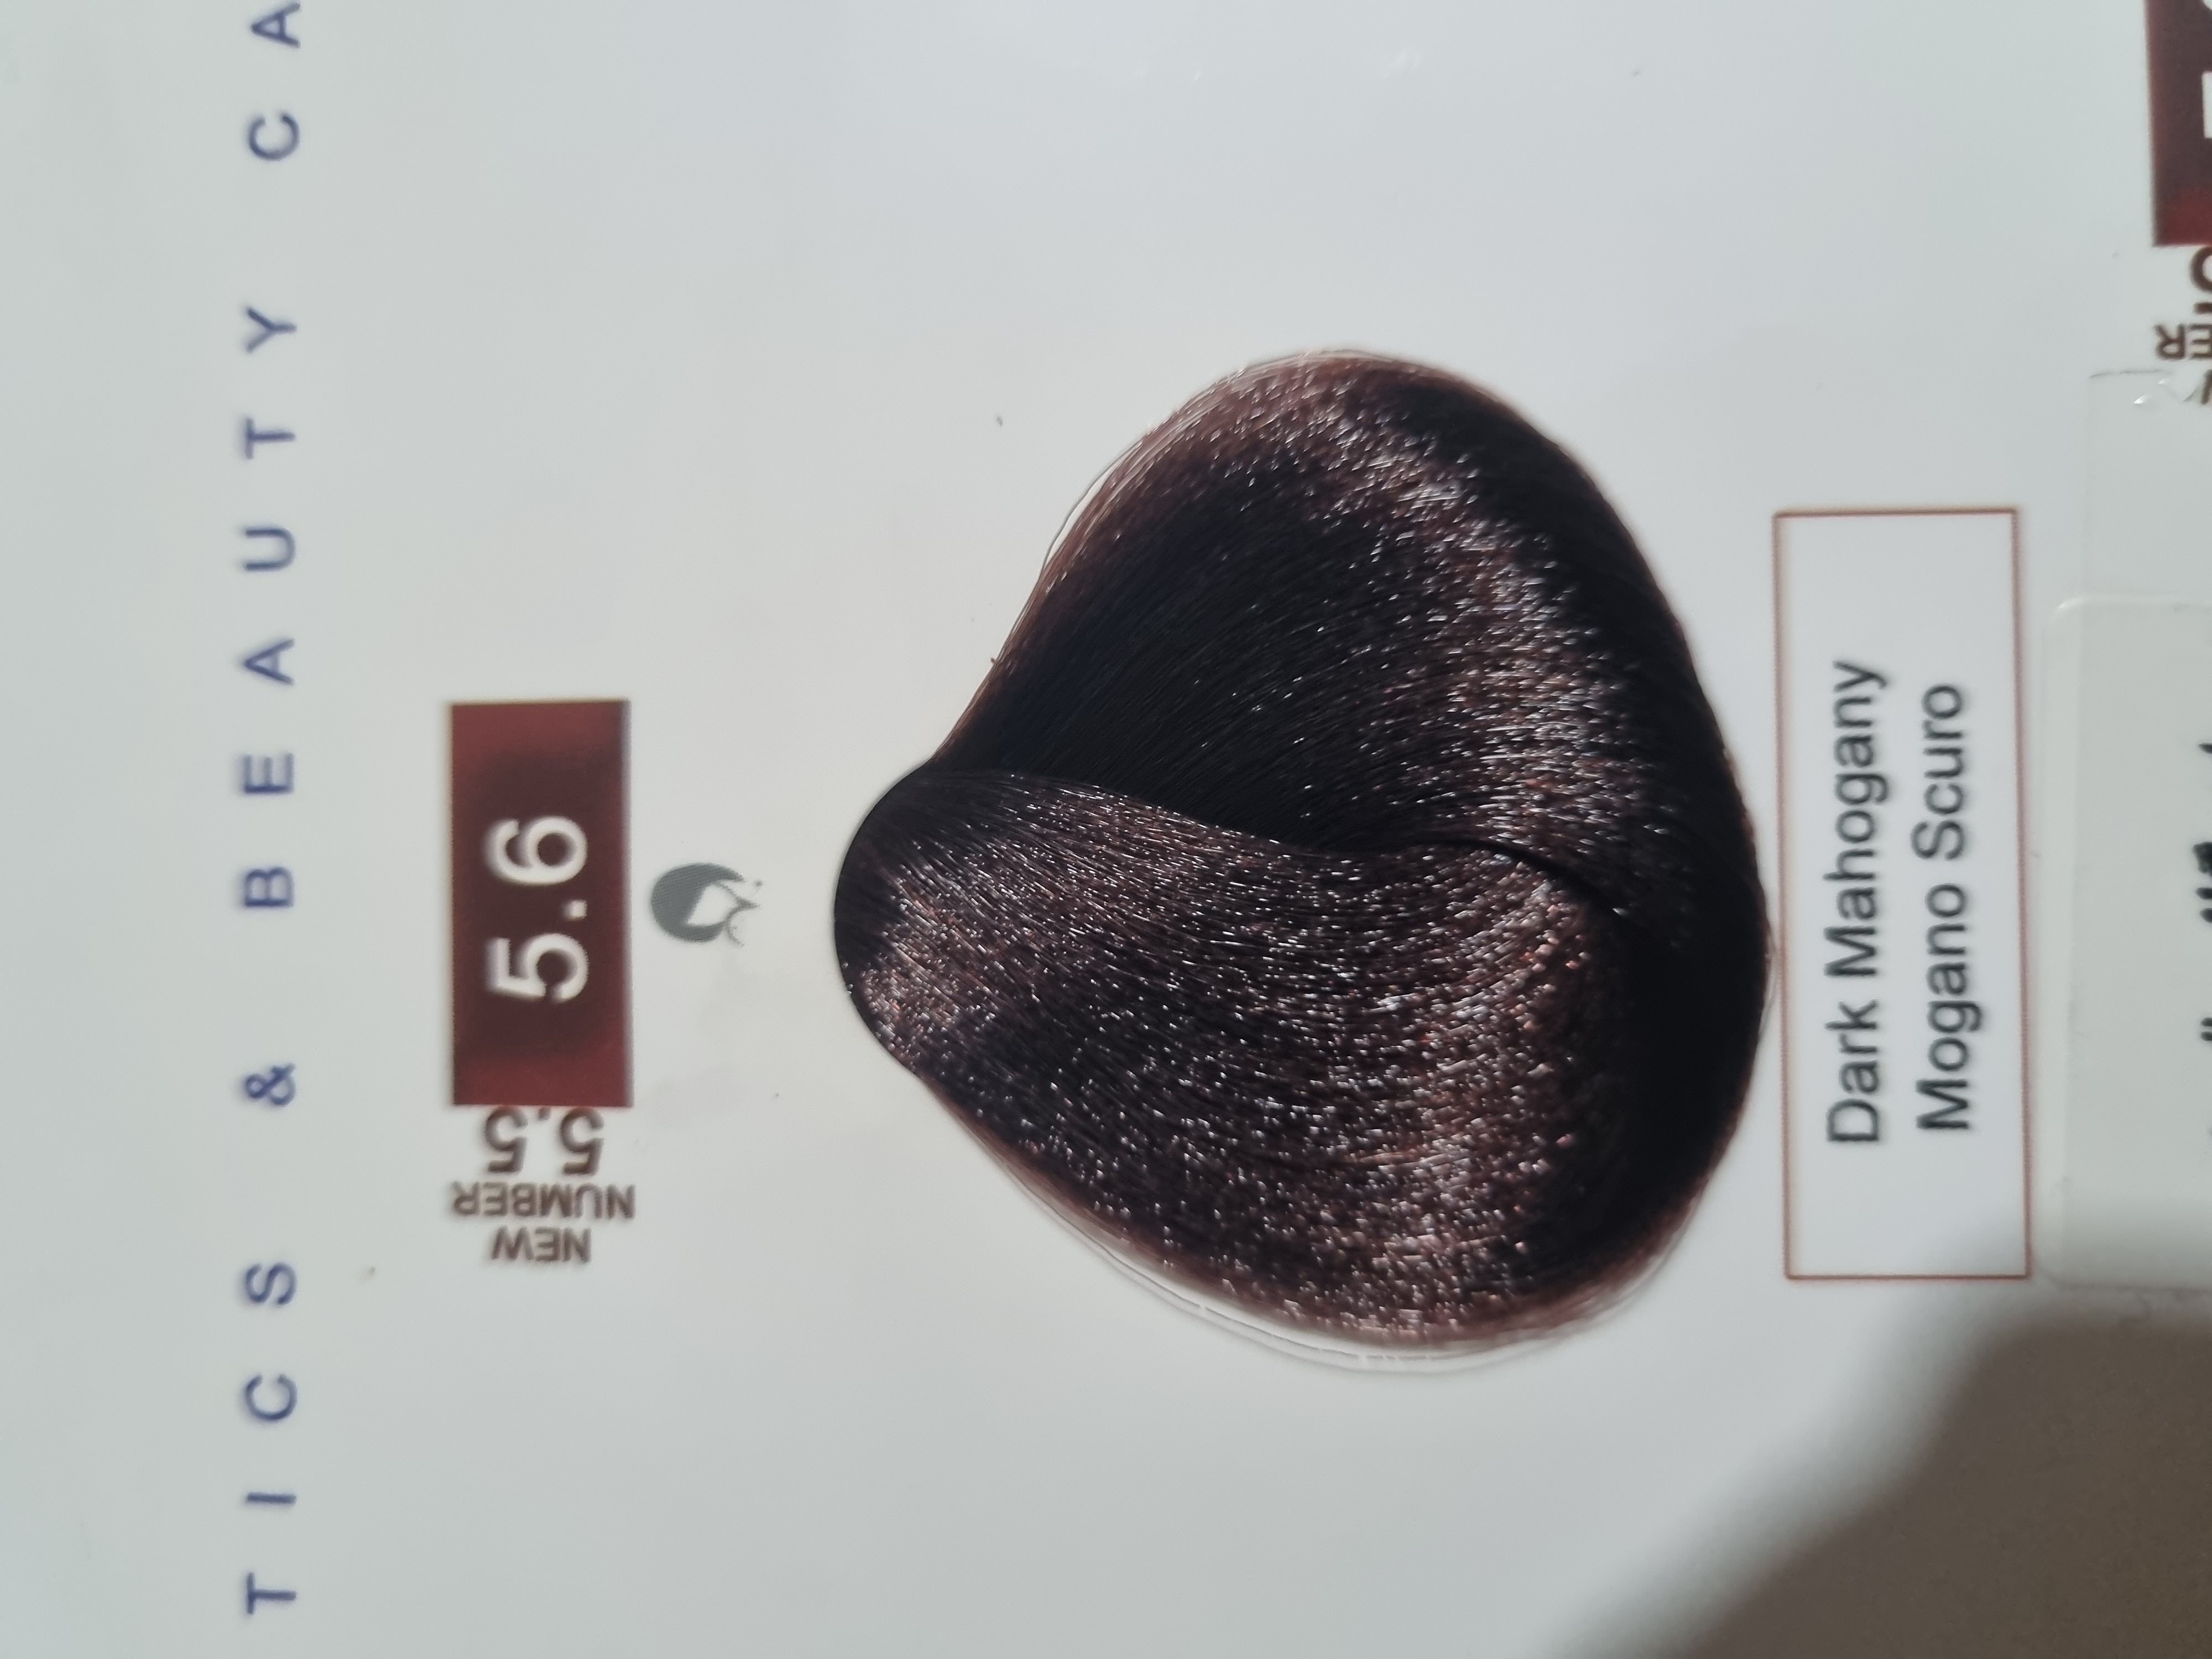 TICS & BEAUTY CA
5.6
NEW
NUMBER
5.5
Dark Mahogany
Mogano Scuro